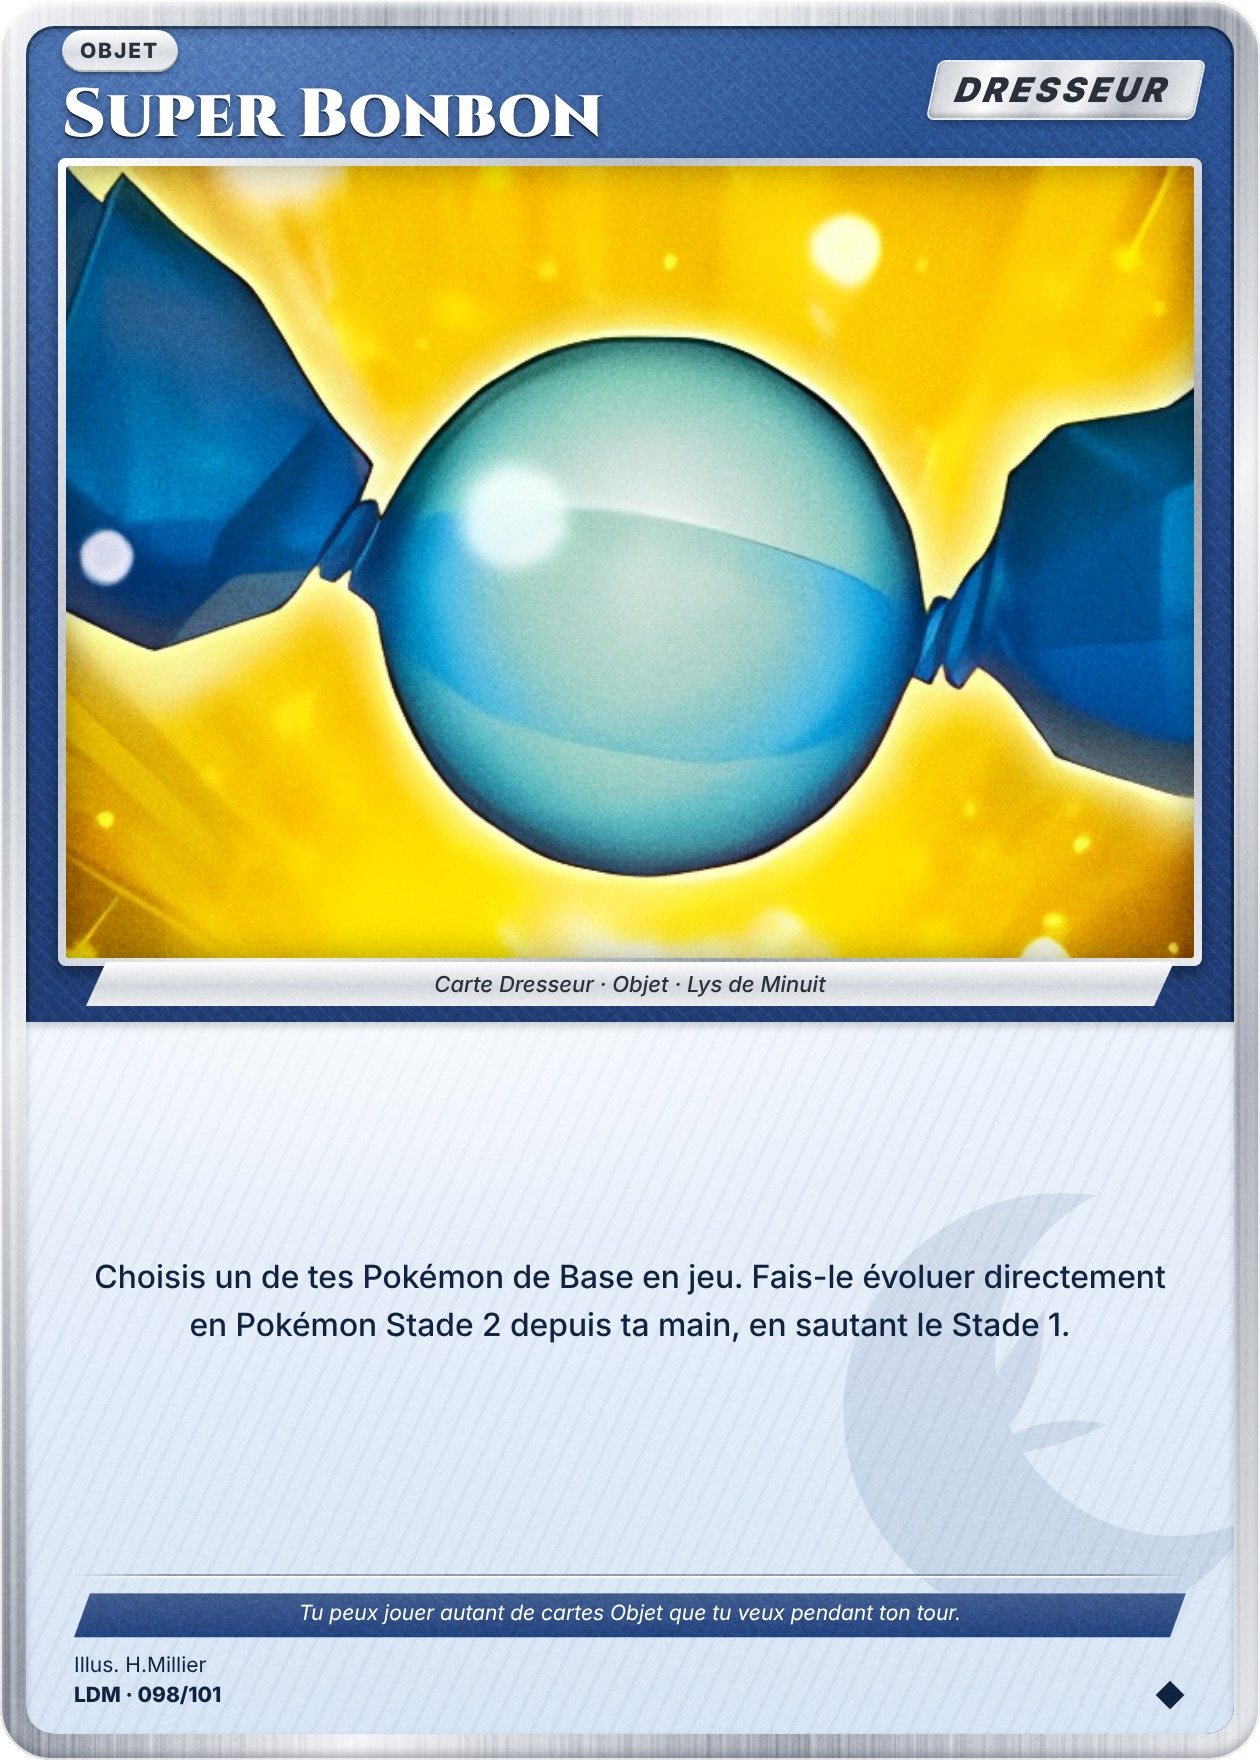 OBJET
SUPER BONBON
DRESSEUR
Carte Dresseur · Objet · Lys de Minuit
Choisis un de tes Pokémon de Base en jeu. Fais-le évoluer directement
en Pokémon Stade 2 depuis ta main, en sautant le Stade 1.
Tu peux jouer autant de cartes Objet que tu veux pendant ton tour.
Illus. H.Millier
LDM · 098/101